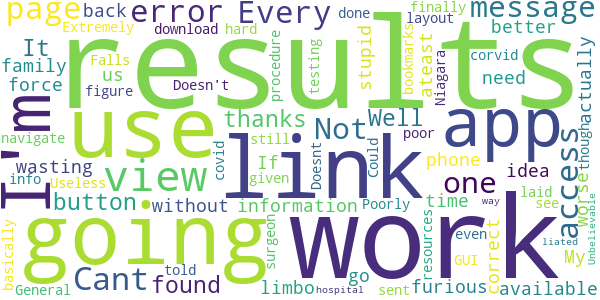 page back error Every done finally layout message
Extremely download hard better
It Falls us Doesn't
family
force figure
results
procedure testing stupid ateast bookmarks Niagara corvid need
I'm use link app
navigate still covid
thanks Not Well poor
wasting
info Useless view If given Doesnt Could phone one idea
access worse though actually
button without information Poorly time laid see
basically going work
surgeon resources even way correct GUI My Unbelievable
Cant found told limbo go
General hospital sent furious available liated